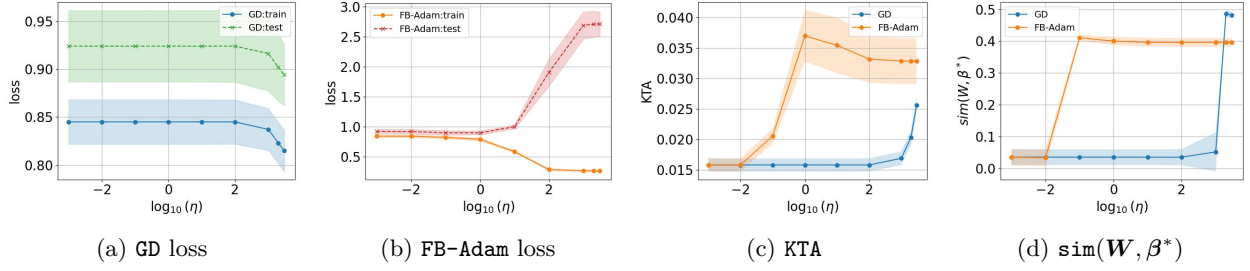 0.95
0.90
0.85
0.80
loss
GD:train
GD:test
−2
0
2
log10 (η)
(a) GD loss
3.0
2.5
2.0
1.5
1.0
0.5
loss
FB-Adam:train
FB-Adam:test
−2
0
2
log10 (η)
(b) FB-Adam loss
0.040
0.035
0.030
0.025
0.020
0.015
KTA
GD
FB-Adam
−2
0
2
log10 (η)
(c) KTA
0.5
0.4
0.3
0.2
0.1
0.0
sim(W, β*)
GD
FB-Adam
−2
0
2
log10 (η)
(d) sim(W, β*)